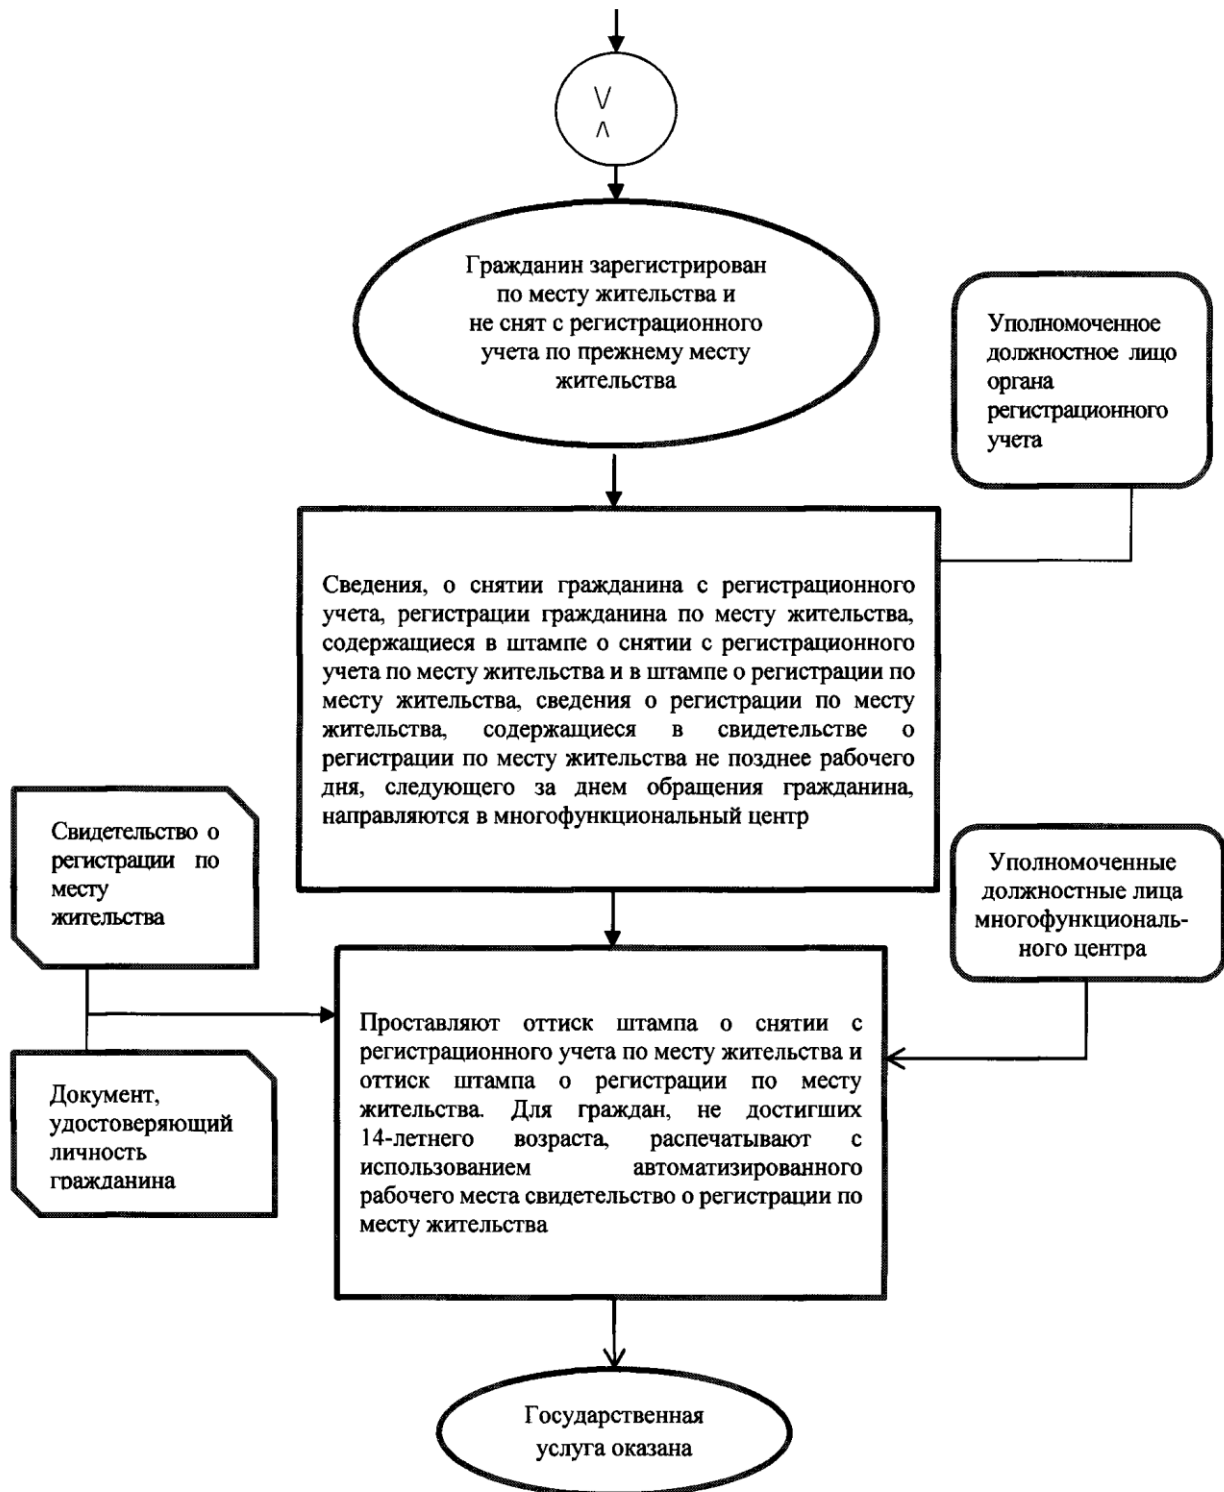 V
^
Гражданин зарегистрирован
по месту жительства и
не снят с регистрационного
учета по прежнему месту
жительства
Уполномоченное
должностное лицо
органа
регистрационного
учета
Сведения, о снятии гражданина с регистрационного
учета, регистрации гражданина по месту жительства,
содержащиеся в штампе о снятии с регистрационного
учета по месту жительства и в штампе о регистрации по
месту жительства, сведения о регистрации по месту
жительства, содержащиеся в свидетельстве о
регистрации по месту жительства не позднее рабочего
дня, следующего за днем обращения гражданина,
направляются в многофункциональный центр
Свидетельство о
регистрации по
месту
жительства
Уполномоченные
должностные лица
многофункциональ-
ного центра
Проставляют оттиск штампа о снятии с
регистрационного учета по месту жительства и
оттиск штампа о регистрации по месту
жительства. Для граждан, не достигших
14-летнего возраста, распечатывают с
использованием автоматизированного
рабочего места свидетельство о регистрации по
месту жительства
Документ,
удостоверяющий
личность
гражданина
Государственная
услуга оказана